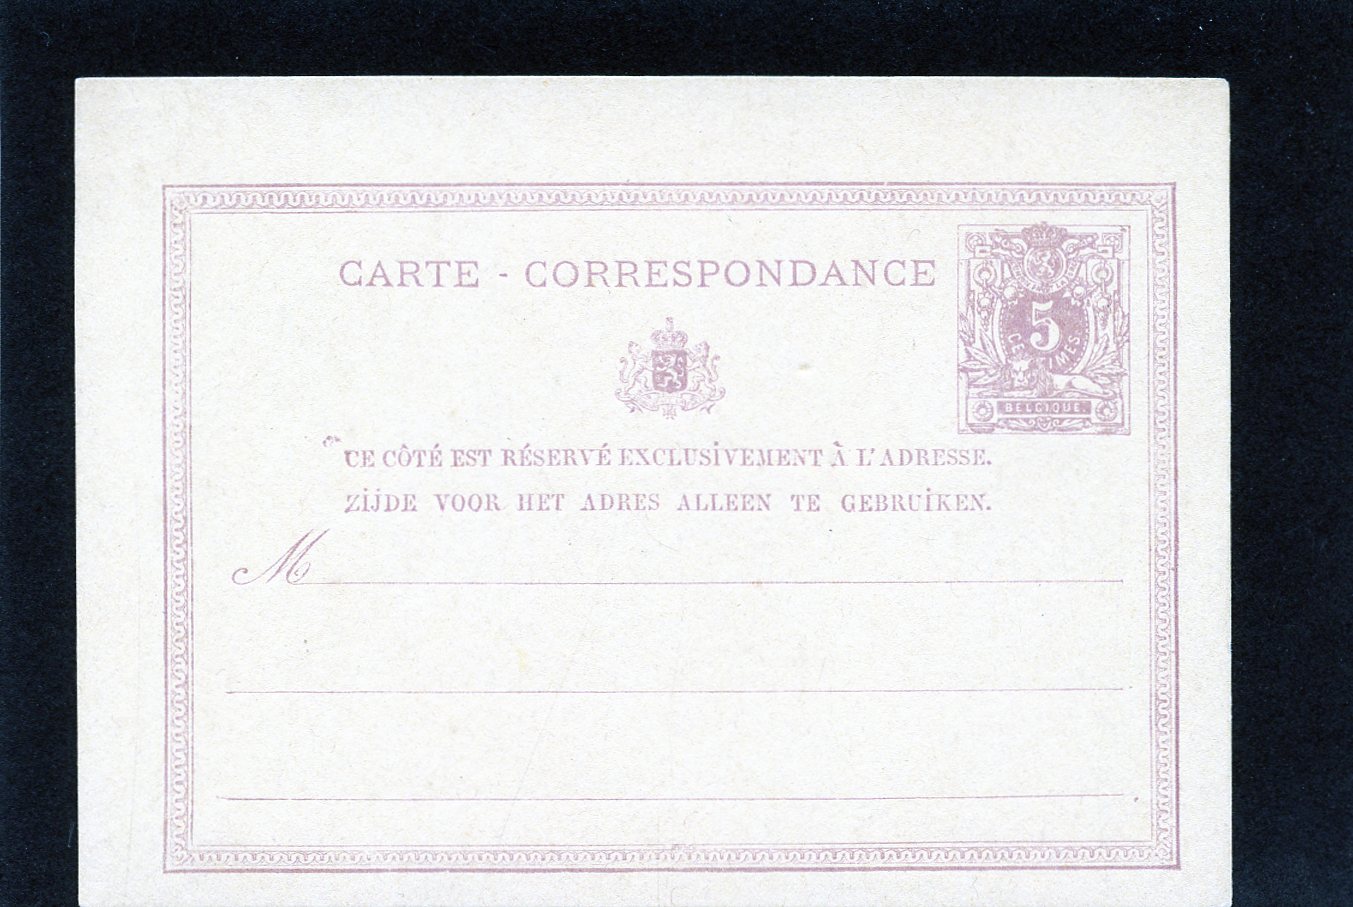 CARTE - CORRESPONDANCE
5
CENTIMES.
BELGIQUE.
CE CÔTÉ EST RÉSERVÉ EXCLUSIVEMENT À L'ADRESSE.
ZIJDE VOOR HET ADRES ALLEEN TE GEBRUIKEN.
M